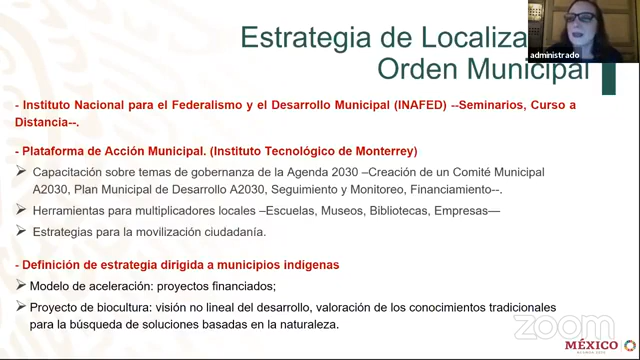 Estrategia de Localiza
Orden Municipal
administrado
- Instituto Nacional para el Federalismo y el Desarrollo Municipal (INAFED) --Seminarios, Curso a
Distancia--.
- Plataforma de Acción Municipal. (Instituto Tecnológico de Monterrey)
Capacitación sobre temas de gobernanza de la Agenda 2030 –Creación de un Comité Municipal
A2030, Plan Municipal de Desarrollo A2030, Seguimiento y Monitoreo, Financiamiento--.
Herramientas para multiplicadores locales –Escuelas, Museos, Bibliotecas, Empresas—
Estrategias para la movilización ciudadanía.
- Definición de estrategia dirigida a municipios indígenas
Modelo de aceleración: proyectos financiados;
Proyecto de biocultura: visión no lineal del desarrollo, valoración de los conocimientos tradicionales
para la búsqueda de soluciones basadas en la naturaleza.
zoom
MÉXICO